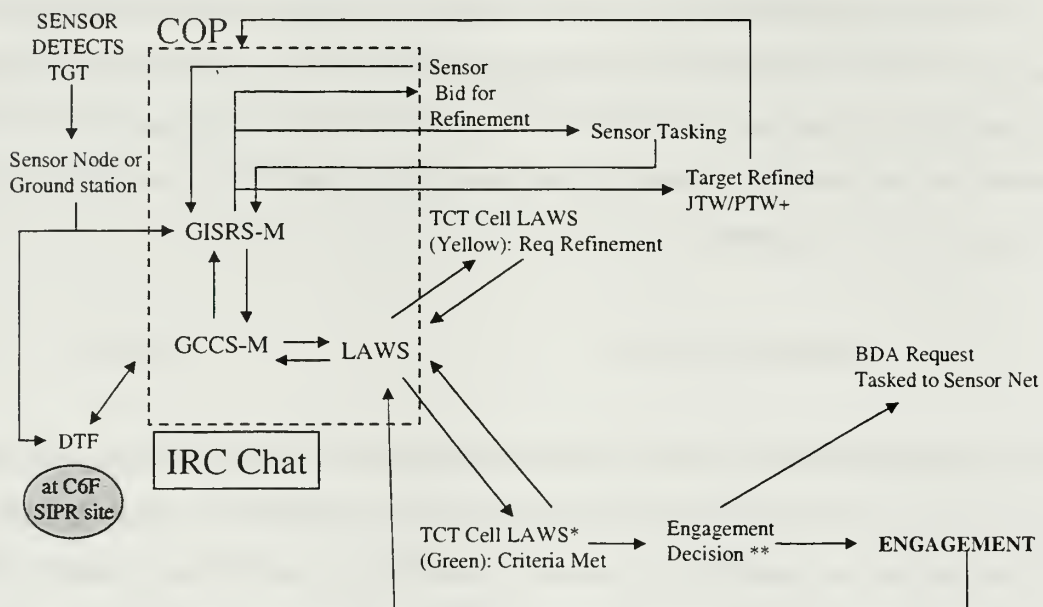 SENSOR
DETECTS
TGT
COP
Sensor
Bid for
Refinement
Sensor Tasking
Sensor Node or
Ground station
Target Refined
JTW/PTW+
TCT Cell LAWS
(Yellow): Req Refinement
GISRS-M
GCCS-M
LAWS
BDA Request
Tasked to Sensor Net
DTF
IRC Chat
at C6F
SIPR site
TCT Cell LAWS*
(Green): Criteria Met
Engagement
Decision **
ENGAGEMENT